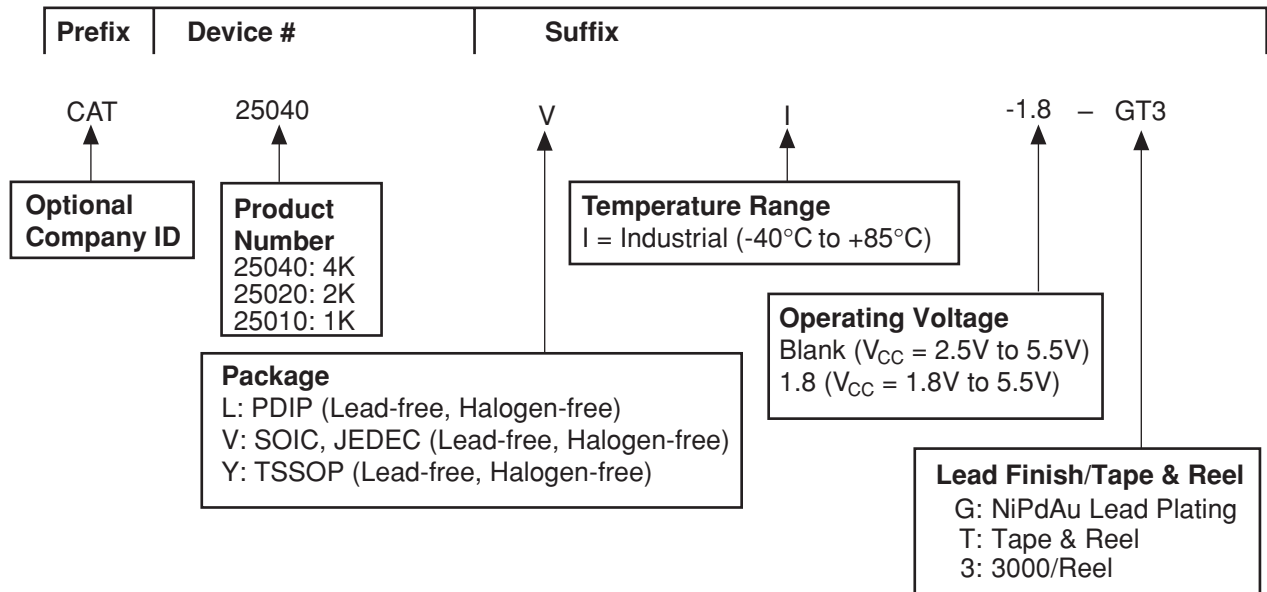 Prefix Device # Suffix
CAT 25040 V I -1.8 – GT3
Optional
Company ID
Product
Number
25040: 4K
25020: 2K
25010: 1K
Temperature Range
I = Industrial (-40°C to +85°C)
Operating Voltage
Blank (VCC = 2.5V to 5.5V)
1.8 (VCC = 1.8V to 5.5V)
Package
L: PDIP (Lead-free, Halogen-free)
V: SOIC, JEDEC (Lead-free, Halogen-free)
Y: TSSOP (Lead-free, Halogen-free)
Lead Finish/Tape & Reel
G: NiPdAu Lead Plating
T: Tape & Reel
3: 3000/Reel